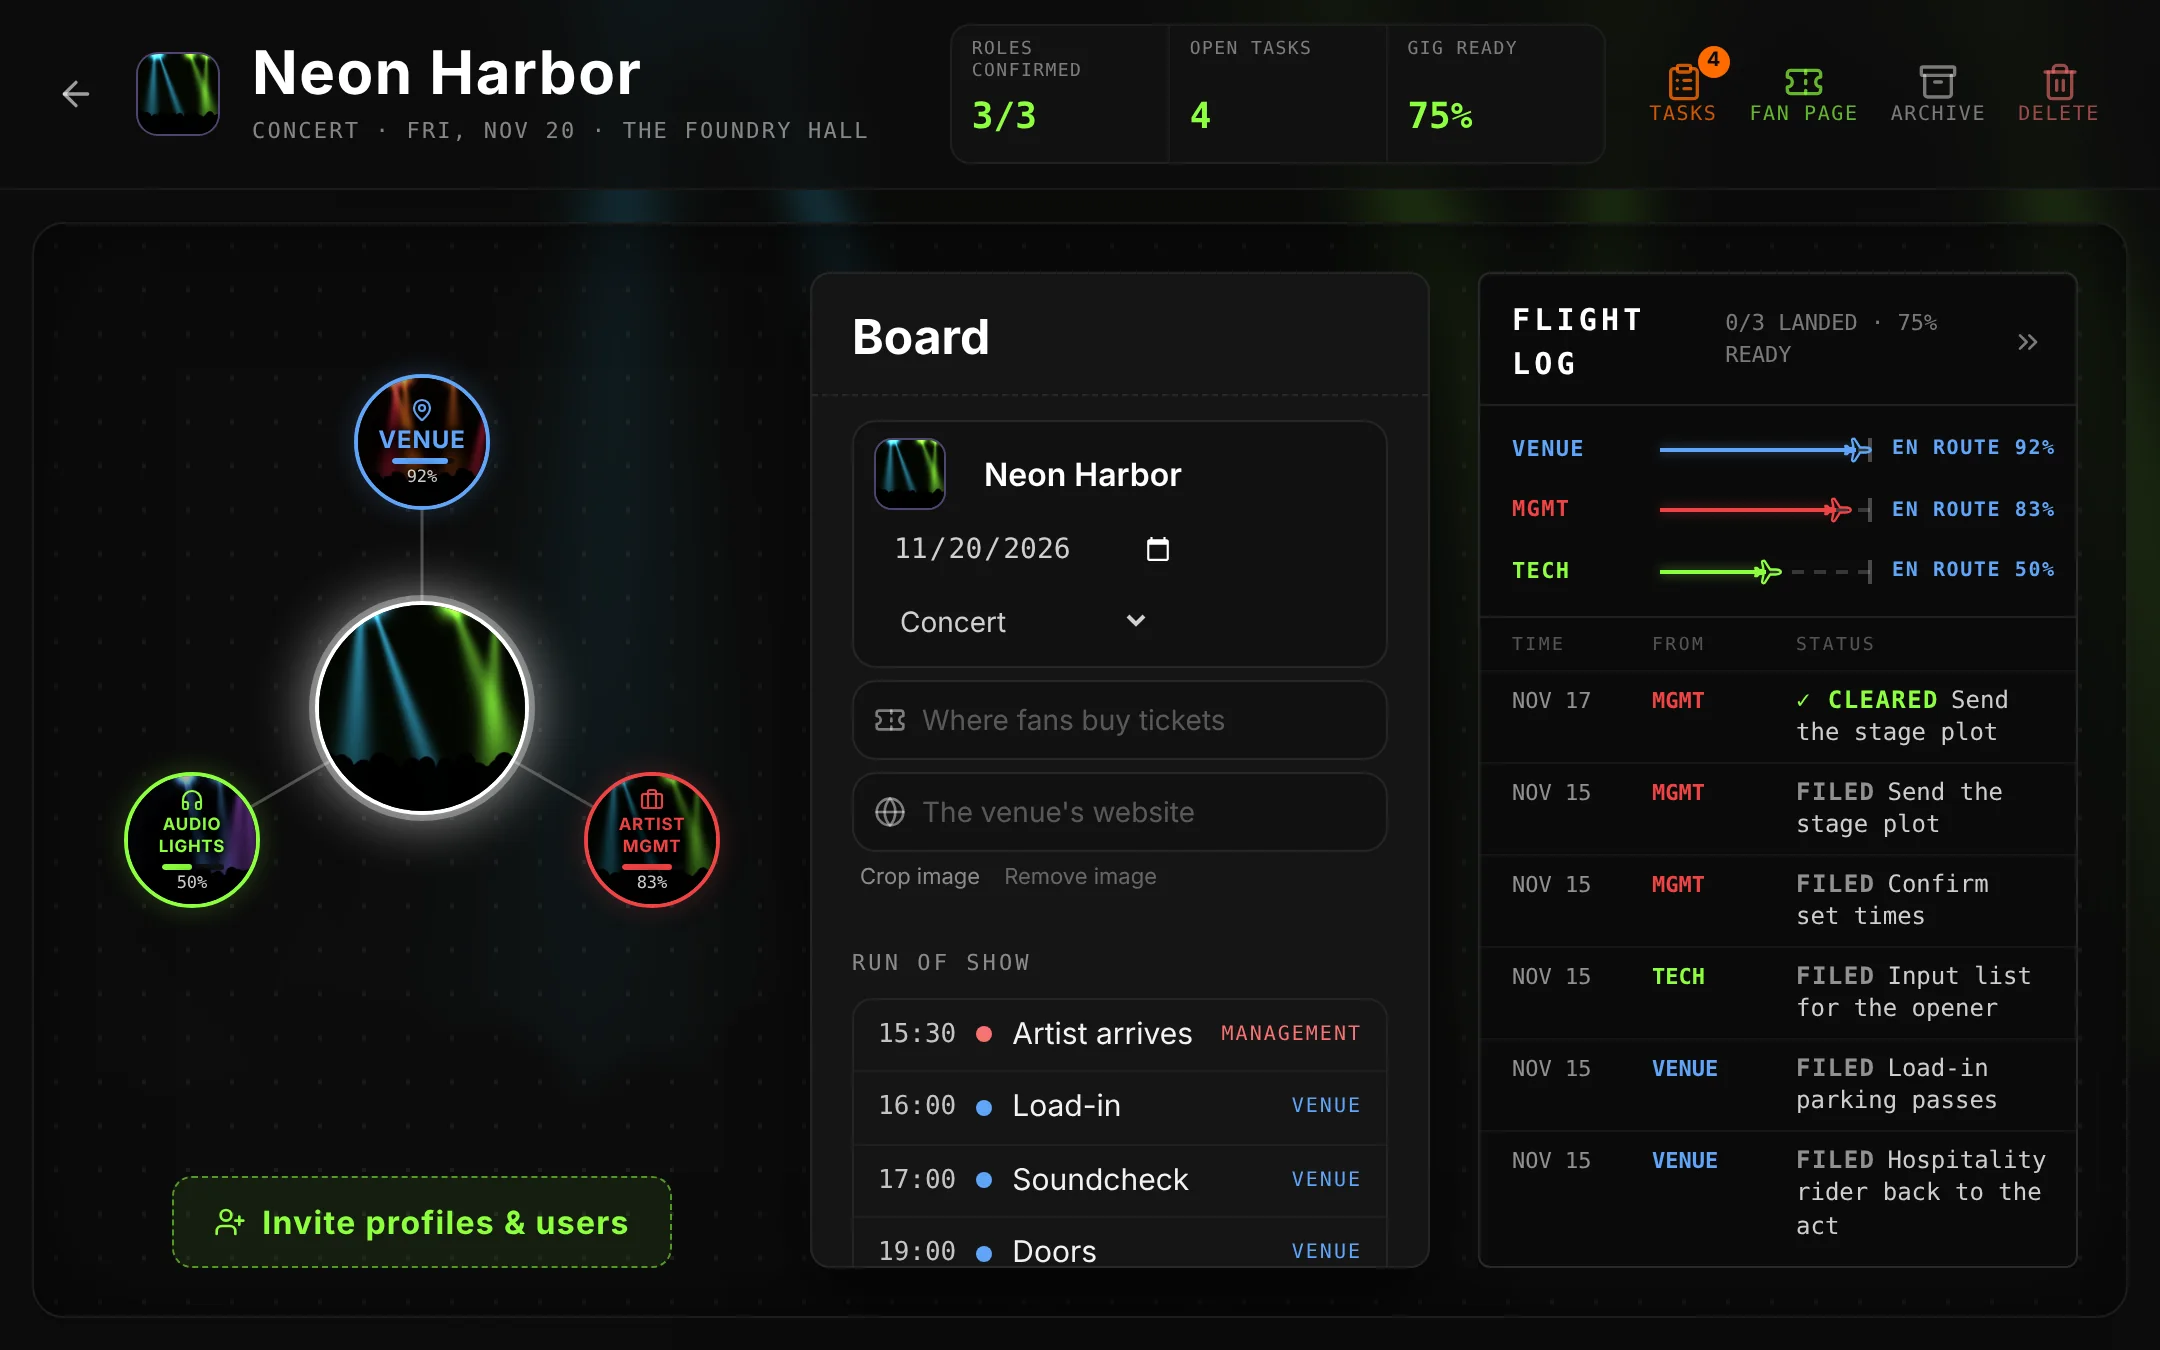 Neon Harbor
CONCERT · FRI, NOV 20 · THE FOUNDRY HALL
ROLES
CONFIRMED
3/3
OPEN TASKS
4
GIG READY
75%
4
TASKS
FAN PAGE
ARCHIVE
DELETE
VENUE
92%
AUDIO
LIGHTS
50%
ARTIST
MGMT
83%
Invite profiles & users
Board
Neon Harbor
11/20/2026
Concert
Where fans buy tickets
The venue's website
Crop image Remove image
RUN OF SHOW
15:30 Artist arrives MANAGEMENT
16:00 Load-in VENUE
17:00 Soundcheck VENUE
19:00 Doors VENUE
FLIGHT
LOG
0/3 LANDED · 75%
READY
VENUE EN ROUTE 92%
MGMT EN ROUTE 83%
TECH EN ROUTE 50%
TIME FROM STATUS
NOV 17 MGMT ✓ CLEARED Send
the stage plot
NOV 15 MGMT FILED Send the
stage plot
NOV 15 MGMT FILED Confirm
set times
NOV 15 TECH FILED Input list
for the opener
NOV 15 VENUE FILED Load-in
parking passes
NOV 15 VENUE FILED Hospitality
rider back to the
act